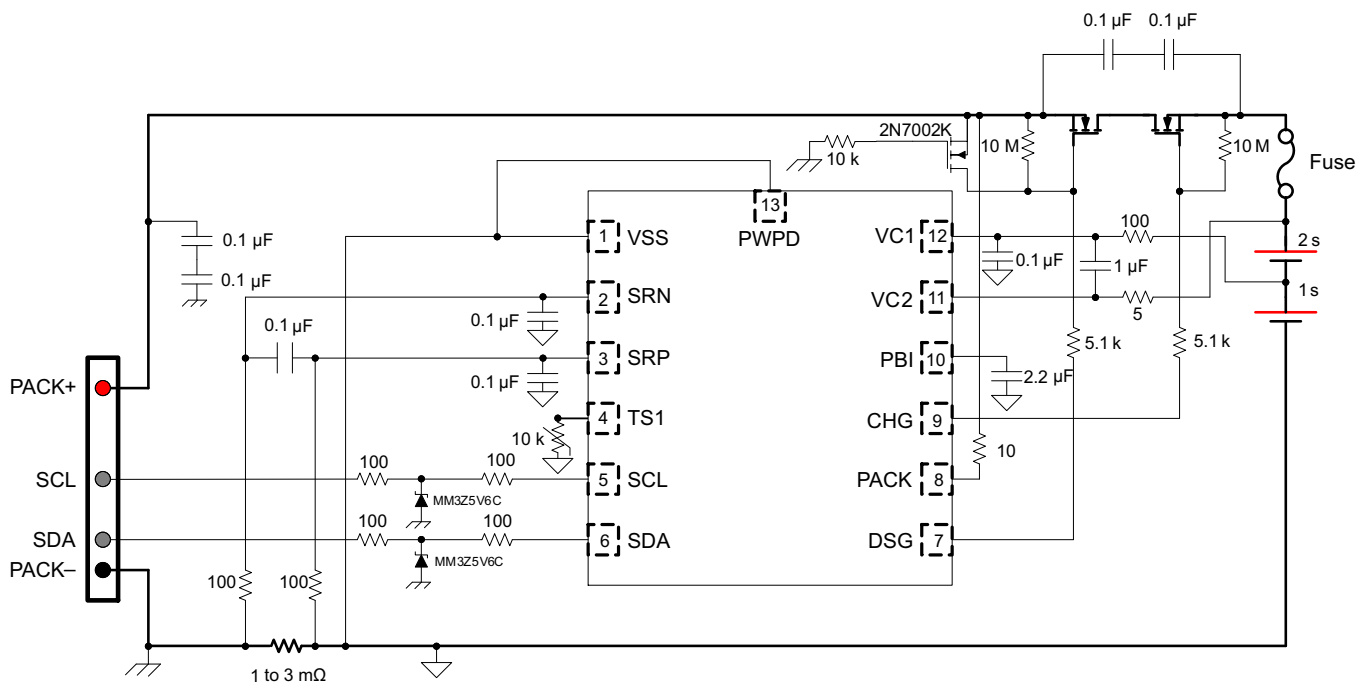 0.1 µF 0.1 µF
2N7002K
10 k
10 M
10 M
Fuse
13
PWPD
1 VSS
VC1 12
100
2 s
0.1 µF
0.1 µF
0.1 µF
1 µF
2 SRN
VC2 11
5
1 s
0.1 µF
0.1 µF
3 SRP
PBI 10
5.1 k
5.1 k
0.1 µF
2.2 µF
PACK+
4 TS1
CHG 9
10 k
10
SCL
100
100
5 SCL
PACK 8
MM3Z5V6C
SDA
100
100
6 SDA
DSG 7
MM3Z5V6C
PACK–
100
100
1 to 3 mΩ